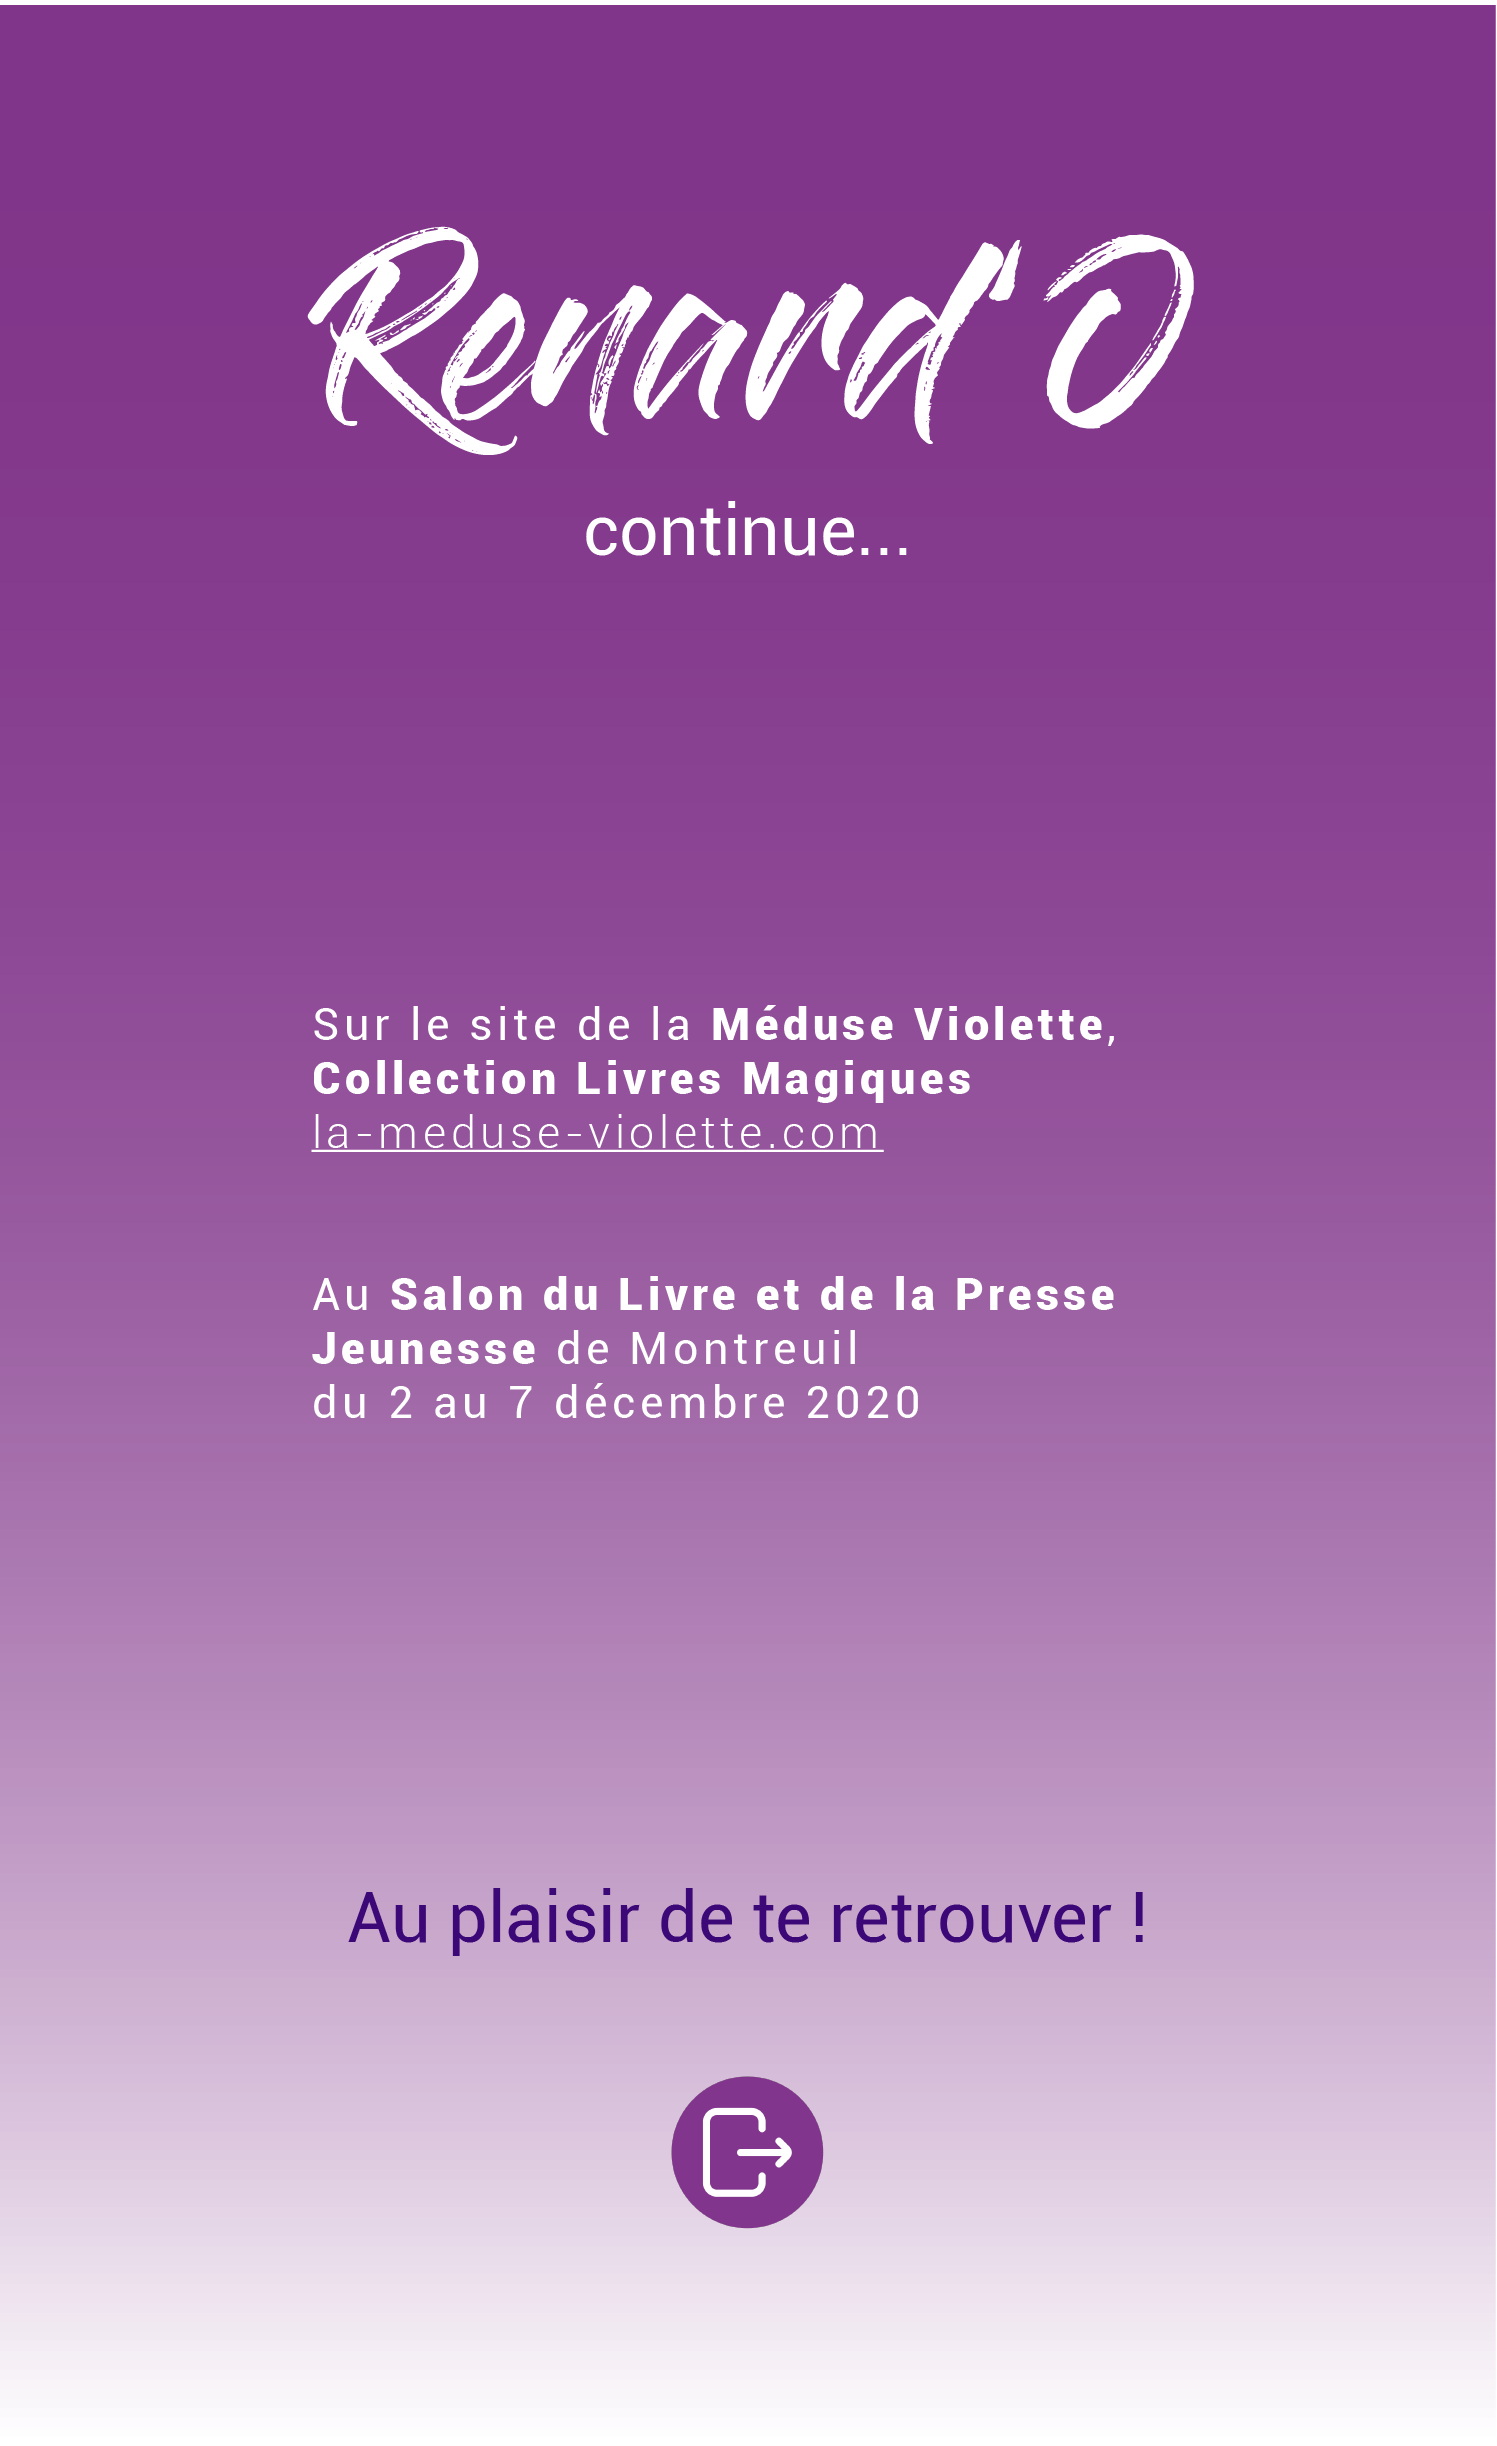 Renard'O
continue...
Sur le site de la Méduse Violette,
Collection Livres Magiques
la-meduse-violette.com
Au Salon du Livre et de la Presse
Jeunesse de Montreuil
du 2 au 7 décembre 2020
Au plaisir de te retrouver !